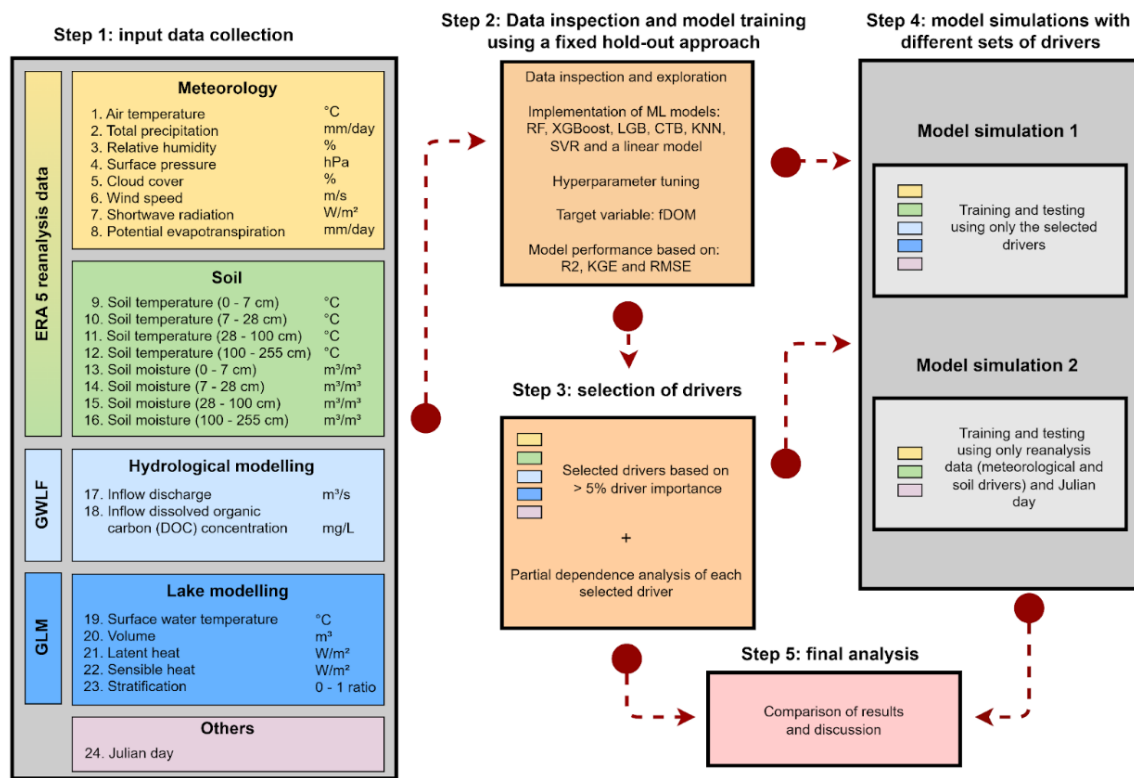 Step 1: input data collection
ERA 5 reanalysis data
Meteorology
1. Air temperature °C
2. Total precipitation mm/day
3. Relative humidity %
4. Surface pressure hPa
5. Cloud cover %
6. Wind speed m/s
7. Shortwave radiation W/m²
8. Potential evapotranspiration mm/day
Soil
9. Soil temperature (0 - 7 cm) °C
10. Soil temperature (7 - 28 cm) °C
11. Soil temperature (28 - 100 cm) °C
12. Soil temperature (100 - 255 cm) °C
13. Soil moisture (0 - 7 cm) m³/m³
14. Soil moisture (7 - 28 cm) m³/m³
15. Soil moisture (28 - 100 cm) m³/m³
16. Soil moisture (100 - 255 cm) m³/m³
GWLF
Hydrological modelling
17. Inflow discharge m³/s
18. Inflow dissolved organic
carbon (DOC) concentration mg/L
GLM
Lake modelling
19. Surface water temperature °C
20. Volume m³
21. Latent heat W/m²
22. Sensible heat W/m²
23. Stratification 0 - 1 ratio
Others
24. Julian day
Step 2: Data inspection and model training
using a fixed hold-out approach
Data inspection and exploration
Implementation of ML models:
RF, XGBoost, LGB, CTB, KNN,
SVR and a linear model
Hyperparameter tuning
Target variable: fDOM
Model performance based on:
R2, KGE and RMSE
Step 3: selection of drivers
Selected drivers based on
> 5% driver importance
+
Partial dependence analysis of each
selected driver
Step 4: model simulations with
different sets of drivers
Model simulation 1
Training and testing
using only the selected
drivers
Model simulation 2
Training and testing
using only reanalysis
data (meteorological and
soil drivers) and Julian
day
Step 5: final analysis
Comparison of results
and discussion